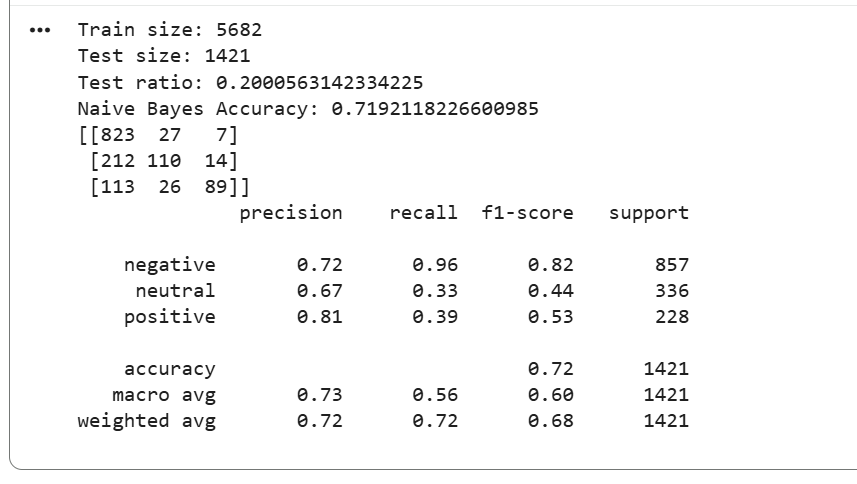 Train size: 5682
Test size: 1421
Test ratio: 0.2000563142334225
Naive Bayes Accuracy: 0.7192118226600985
[[823  27   7]
 [212 110  14]
 [113  26  89]]
              precision    recall  f1-score   support

    negative       0.72      0.96      0.82       857
     neutral       0.67      0.33      0.44       336
    positive       0.81      0.39      0.53       228

    accuracy                           0.72      1421
   macro avg       0.73      0.56      0.60      1421
weighted avg       0.72      0.72      0.68      1421